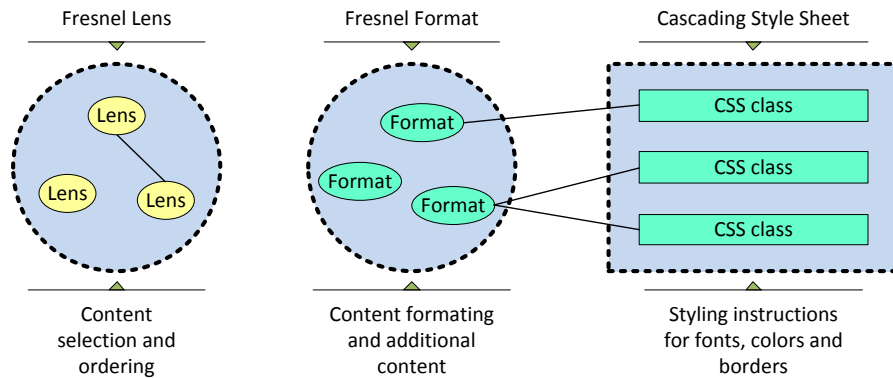 Fresnel Lens
Fresnel Format
Cascading Style Sheet
Lens
Lens
Lens
Format
Format
Format
CSS class
CSS class
CSS class
Content
selection and
ordering
Content formating
and additional
content
Styling instructions
for fonts, colors and
borders